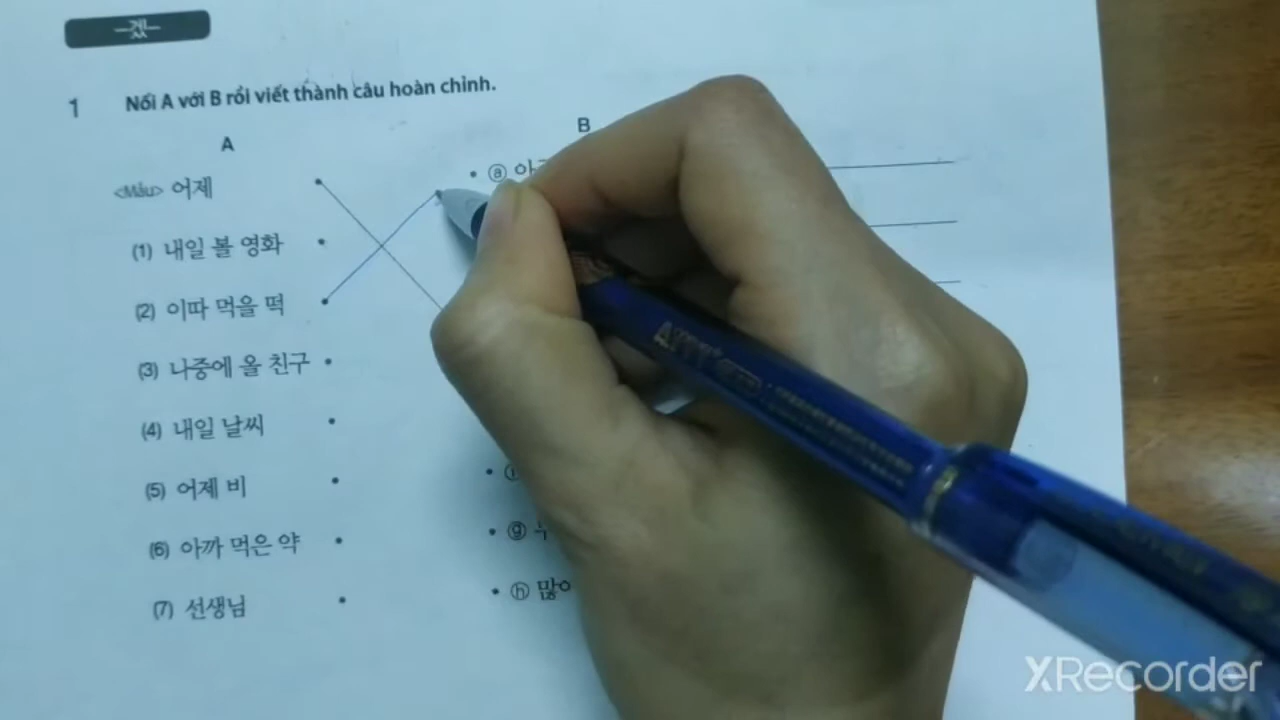 -겠-
1 Nối A với B rồi viết thành câu hoàn chỉnh.
A
B
<Mẫu> 어제
(1) 내일 볼 영화
(2) 이따 먹을 떡
(3) 나중에 올 친구
(4) 내일 날씨
(5) 어제 비
(6) 아까 먹은 약
(7) 선생님
ⓐ
ⓖ
ⓗ 많이
XRecorder